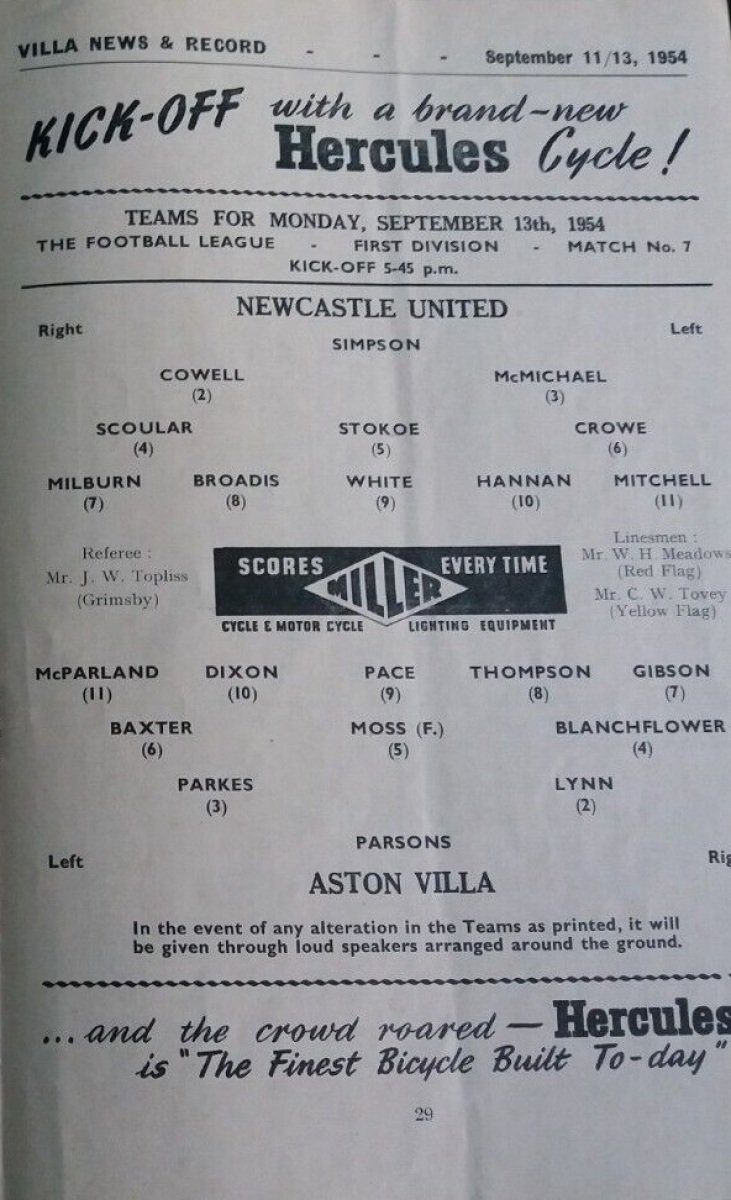 VILLA NEWS & RECORD - - - September 11/13, 1954
KICK-OFF with a brand-new
Hercules Cycle!
TEAMS FOR MONDAY, SEPTEMBER 13th, 1954
THE FOOTBALL LEAGUE - FIRST DIVISION - MATCH No. 7
KICK-OFF 5-45 p.m.
NEWCASTLE UNITED
Right Left
SIMPSON
COWELL McMICHAEL
(2) (3)
SCOULAR STOKOE CROWE
(4) (5) (6)
MILBURN BROADIS WHITE HANNAN MITCHELL
(7) (8) (9) (10) (11)
Referee :
Mr. J. W. Topliss
(Grimsby)
SCORES MILLER EVERY TIME
CYCLE & MOTOR CYCLE LIGHTING EQUIPMENT
Linesmen :
Mr. W. H. Meadows
(Red Flag)
Mr. C. W. Tovey
(Yellow Flag)
McPARLAND DIXON PACE THOMPSON GIBSON
(11) (10) (9) (8) (7)
BAXTER MOSS (F.) BLANCHFLOWER
(6) (5) (4)
PARKES LYNN
(3) (2)
PARSONS
Left Rig
ASTON VILLA
In the event of any alteration in the Teams as printed, it will
be given through loud speakers arranged around the ground.
...and the crowd roared — Hercules
is "The Finest Bicycle Built To-day"
29